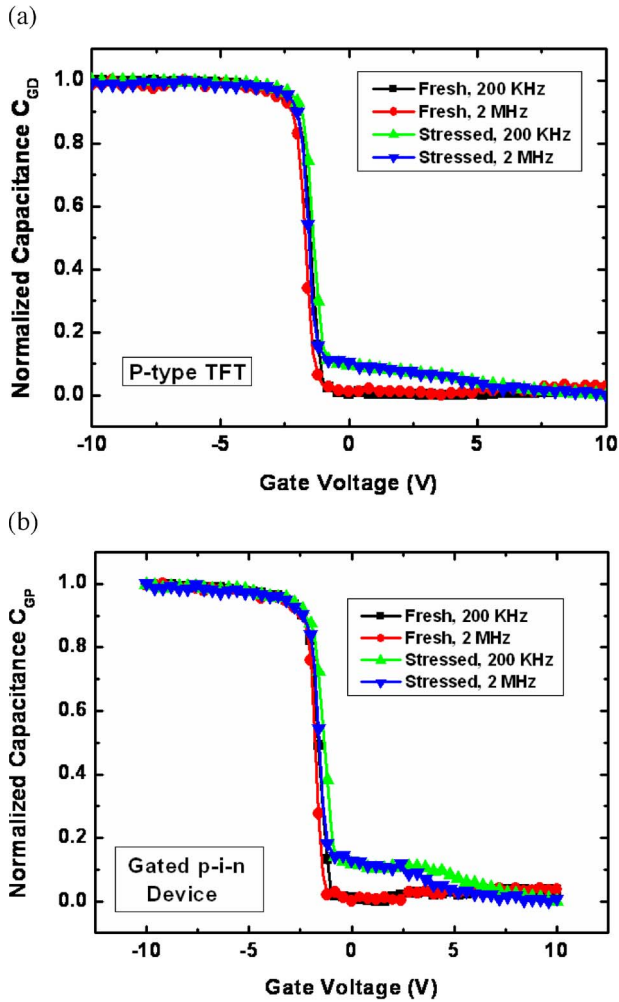 (a)
Normalized Capacitance C_GD
1.0
0.8
0.6
0.4
0.2
0.0
Fresh, 200 KHz
Fresh, 2 MHz
Stressed, 200 KHz
Stressed, 2 MHz
P-type TFT
-10
-5
0
5
10
Gate Voltage (V)
(b)
Normalized Capacitance C_GP
1.0
0.8
0.6
0.4
0.2
0.0
Fresh, 200 KHz
Fresh, 2 MHz
Stressed, 200 KHz
Stressed, 2 MHz
Gated p-i-n
Device
-10
-5
0
5
10
Gate Voltage (V)